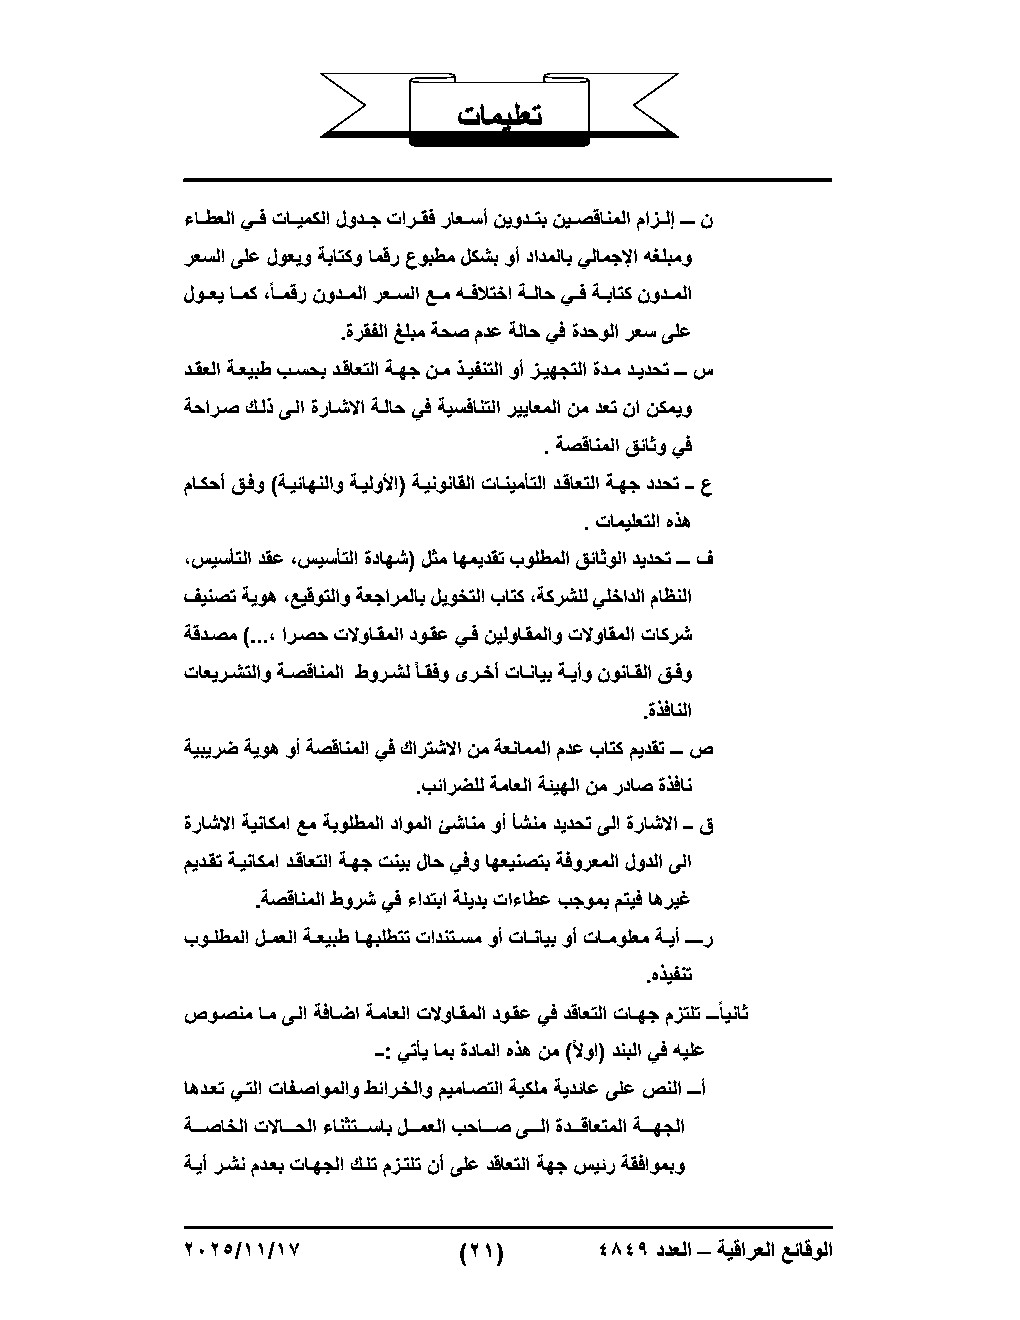 تعليمات
ن ــ إلزام المناقصين بتدوين أسعار فقرات جدول الكميات في العطاء
ومبلغه الإجمالي بالمداد أو بشكل مطبوع رقما وكتابة ويعول على السعر
المدون كتابة في حالة اختلافه مع السعر المدون رقماً، كما يعول
على سعر الوحدة في حالة عدم صحة مبلغ الفقرة.
س ــ تحديد مدة التجهيز أو التنفيذ من جهة التعاقد بحسب طبيعة العقد
ويمكن ان تعد من المعايير التنافسية في حالة الاشارة الى ذلك صراحة
في وثائق المناقصة .
ع ــ تحدد جهة التعاقد التأمينات القانونية (الأولية والنهائية) وفق أحكام
هذه التعليمات .
ف ــ تحديد الوثائق المطلوب تقديمها مثل (شهادة التأسيس، عقد التأسيس،
النظام الداخلي للشركة، كتاب التخويل بالمراجعة والتوقيع، هوية تصنيف
شركات المقاولات والمقاولين في عقود المقاولات حصرا ،...) مصدقة
وفق القانون وأية بيانات أخرى وفقاً لشروط المناقصة والتشريعات
النافذة.
ص ــ تقديم كتاب عدم الممانعة من الاشتراك في المناقصة أو هوية ضريبية
نافذة صادر من الهيئة العامة للضرائب.
ق ــ الاشارة الى تحديد منشأ أو مناشئ المواد المطلوبة مع امكانية الاشارة
الى الدول المعروفة بتصنيعها وفي حال بينت جهة التعاقد امكانية تقديم
غيرها فيتم بموجب عطاءات بديلة ابتداء في شروط المناقصة.
ر ــ أية معلومات أو بيانات أو مستندات تتطلبها طبيعة العمل المطلوب
تنفيذه.
ثانياًــ تلتزم جهات التعاقد في عقود المقاولات العامة اضافة الى ما منصوص
عليه في البند (اولاً) من هذه المادة بما يأتي :ــ
أــ النص على عائدية ملكية التصاميم والخرائط والمواصفات التي تعدها
الجهة المتعاقدة الى صاحب العمل باستثناء الحالات الخاصة
وبموافقة رئيس جهة التعاقد على أن تلتزم تلك الجهات بعدم نشر أية
الوقائع العراقية ــ العدد ٤٨٤٩ (٢١) ٢٠٢٥/١١/١٧